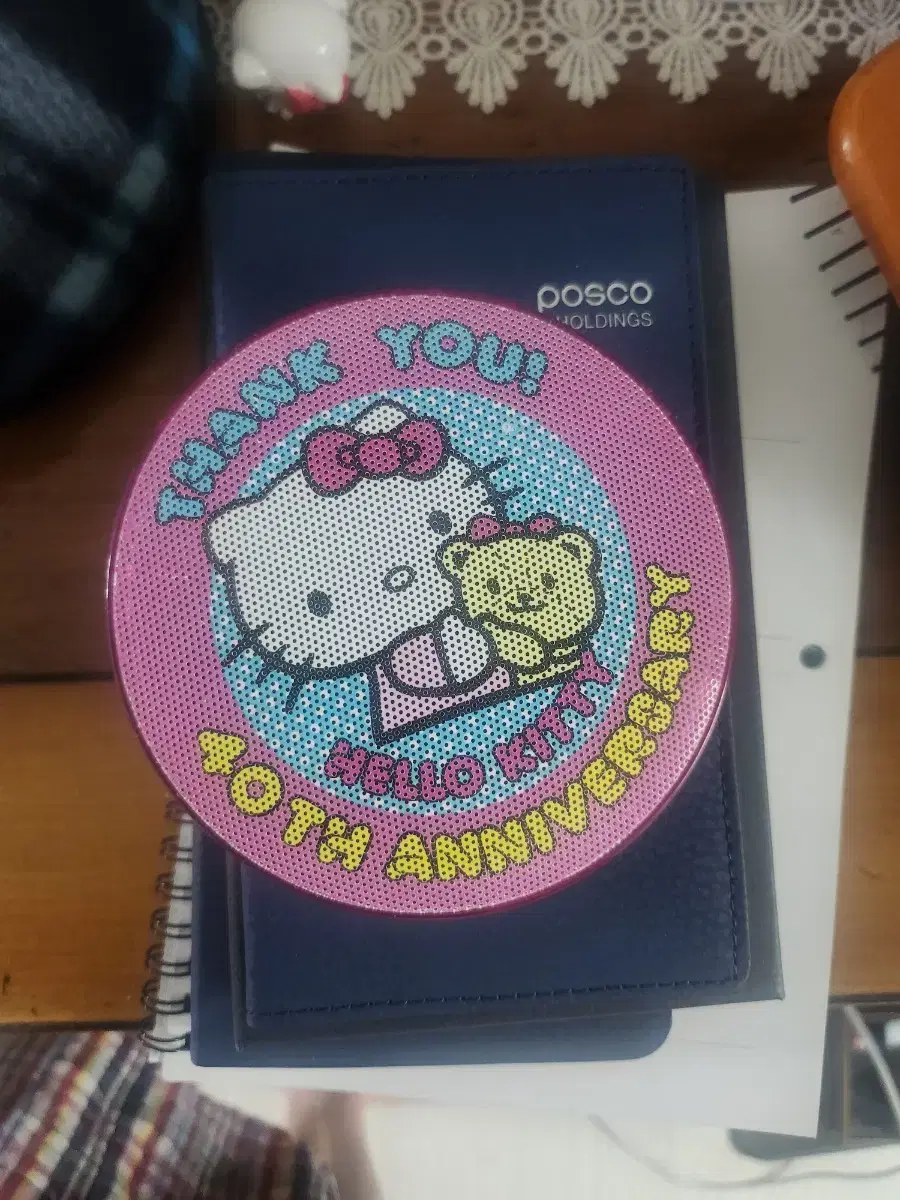 posco
HOLDINGS
THANK YOU!
HELLO KITTY
40TH ANNIVERSARY